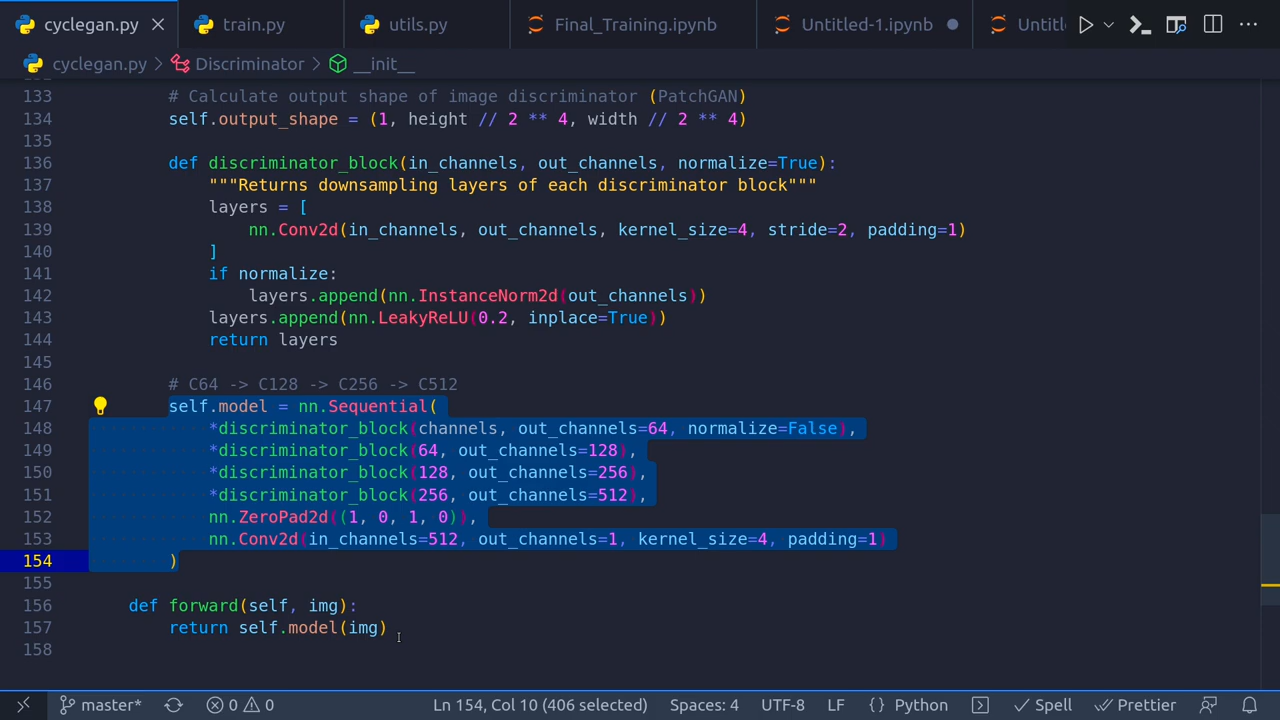 cyclegan.py train.py utils.py Final_Training.ipynb Untitled-1.ipynb Untitl
cyclegan.py > Discriminator > __init__
133 # Calculate output shape of image discriminator (PatchGAN)
134 self.output_shape = (1, height // 2 ** 4, width // 2 ** 4)
135
136 def discriminator_block(in_channels, out_channels, normalize=True):
137 """Returns downsampling layers of each discriminator block"""
138 layers = [
139 nn.Conv2d(in_channels, out_channels, kernel_size=4, stride=2, padding=1)
140 ]
141 if normalize:
142 layers.append(nn.InstanceNorm2d(out_channels))
143 layers.append(nn.LeakyReLU(0.2, inplace=True))
144 return layers
145
146 # C64 -> C128 -> C256 -> C512
147 self.model = nn.Sequential(
148 *discriminator_block(channels, out_channels=64, normalize=False),
149 *discriminator_block(64, out_channels=128),
150 *discriminator_block(128, out_channels=256),
151 *discriminator_block(256, out_channels=512),
152 nn.ZeroPad2d((1, 0, 1, 0)),
153 nn.Conv2d(in_channels=512, out_channels=1, kernel_size=4, padding=1)
154 )
155
156 def forward(self, img):
157 return self.model(img)
158
master* 0 0 Ln 154, Col 10 (406 selected) Spaces: 4 UTF-8 LF {} Python Spell Prettier